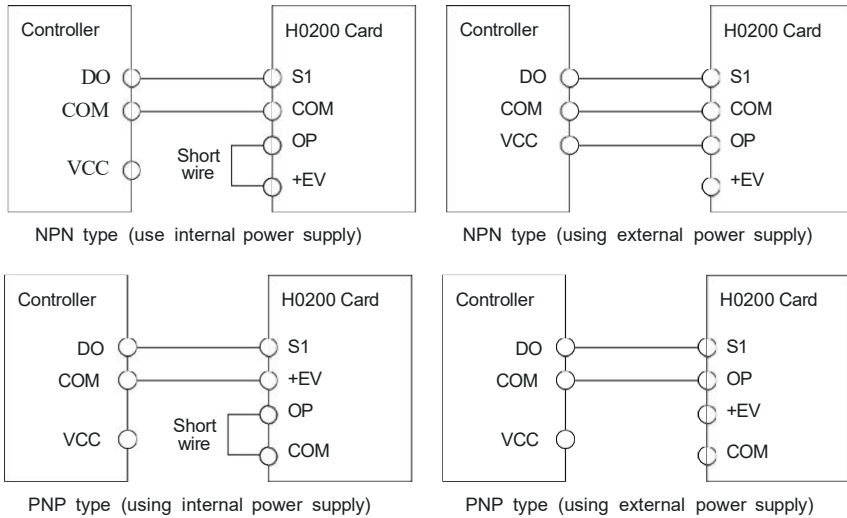 Controller
H0200 Card
DO
S1
COM
COM
OP
VCC
Short
wire
+EV
NPN type (use internal power supply)
Controller
H0200 Card
DO
S1
COM
COM
VCC
OP
+EV
NPN type (using external power supply)
Controller
H0200 Card
DO
S1
COM
+EV
OP
VCC
Short
wire
COM
PNP type (using internal power supply)
Controller
H0200 Card
DO
S1
COM
OP
+EV
VCC
COM
PNP type (using external power supply)